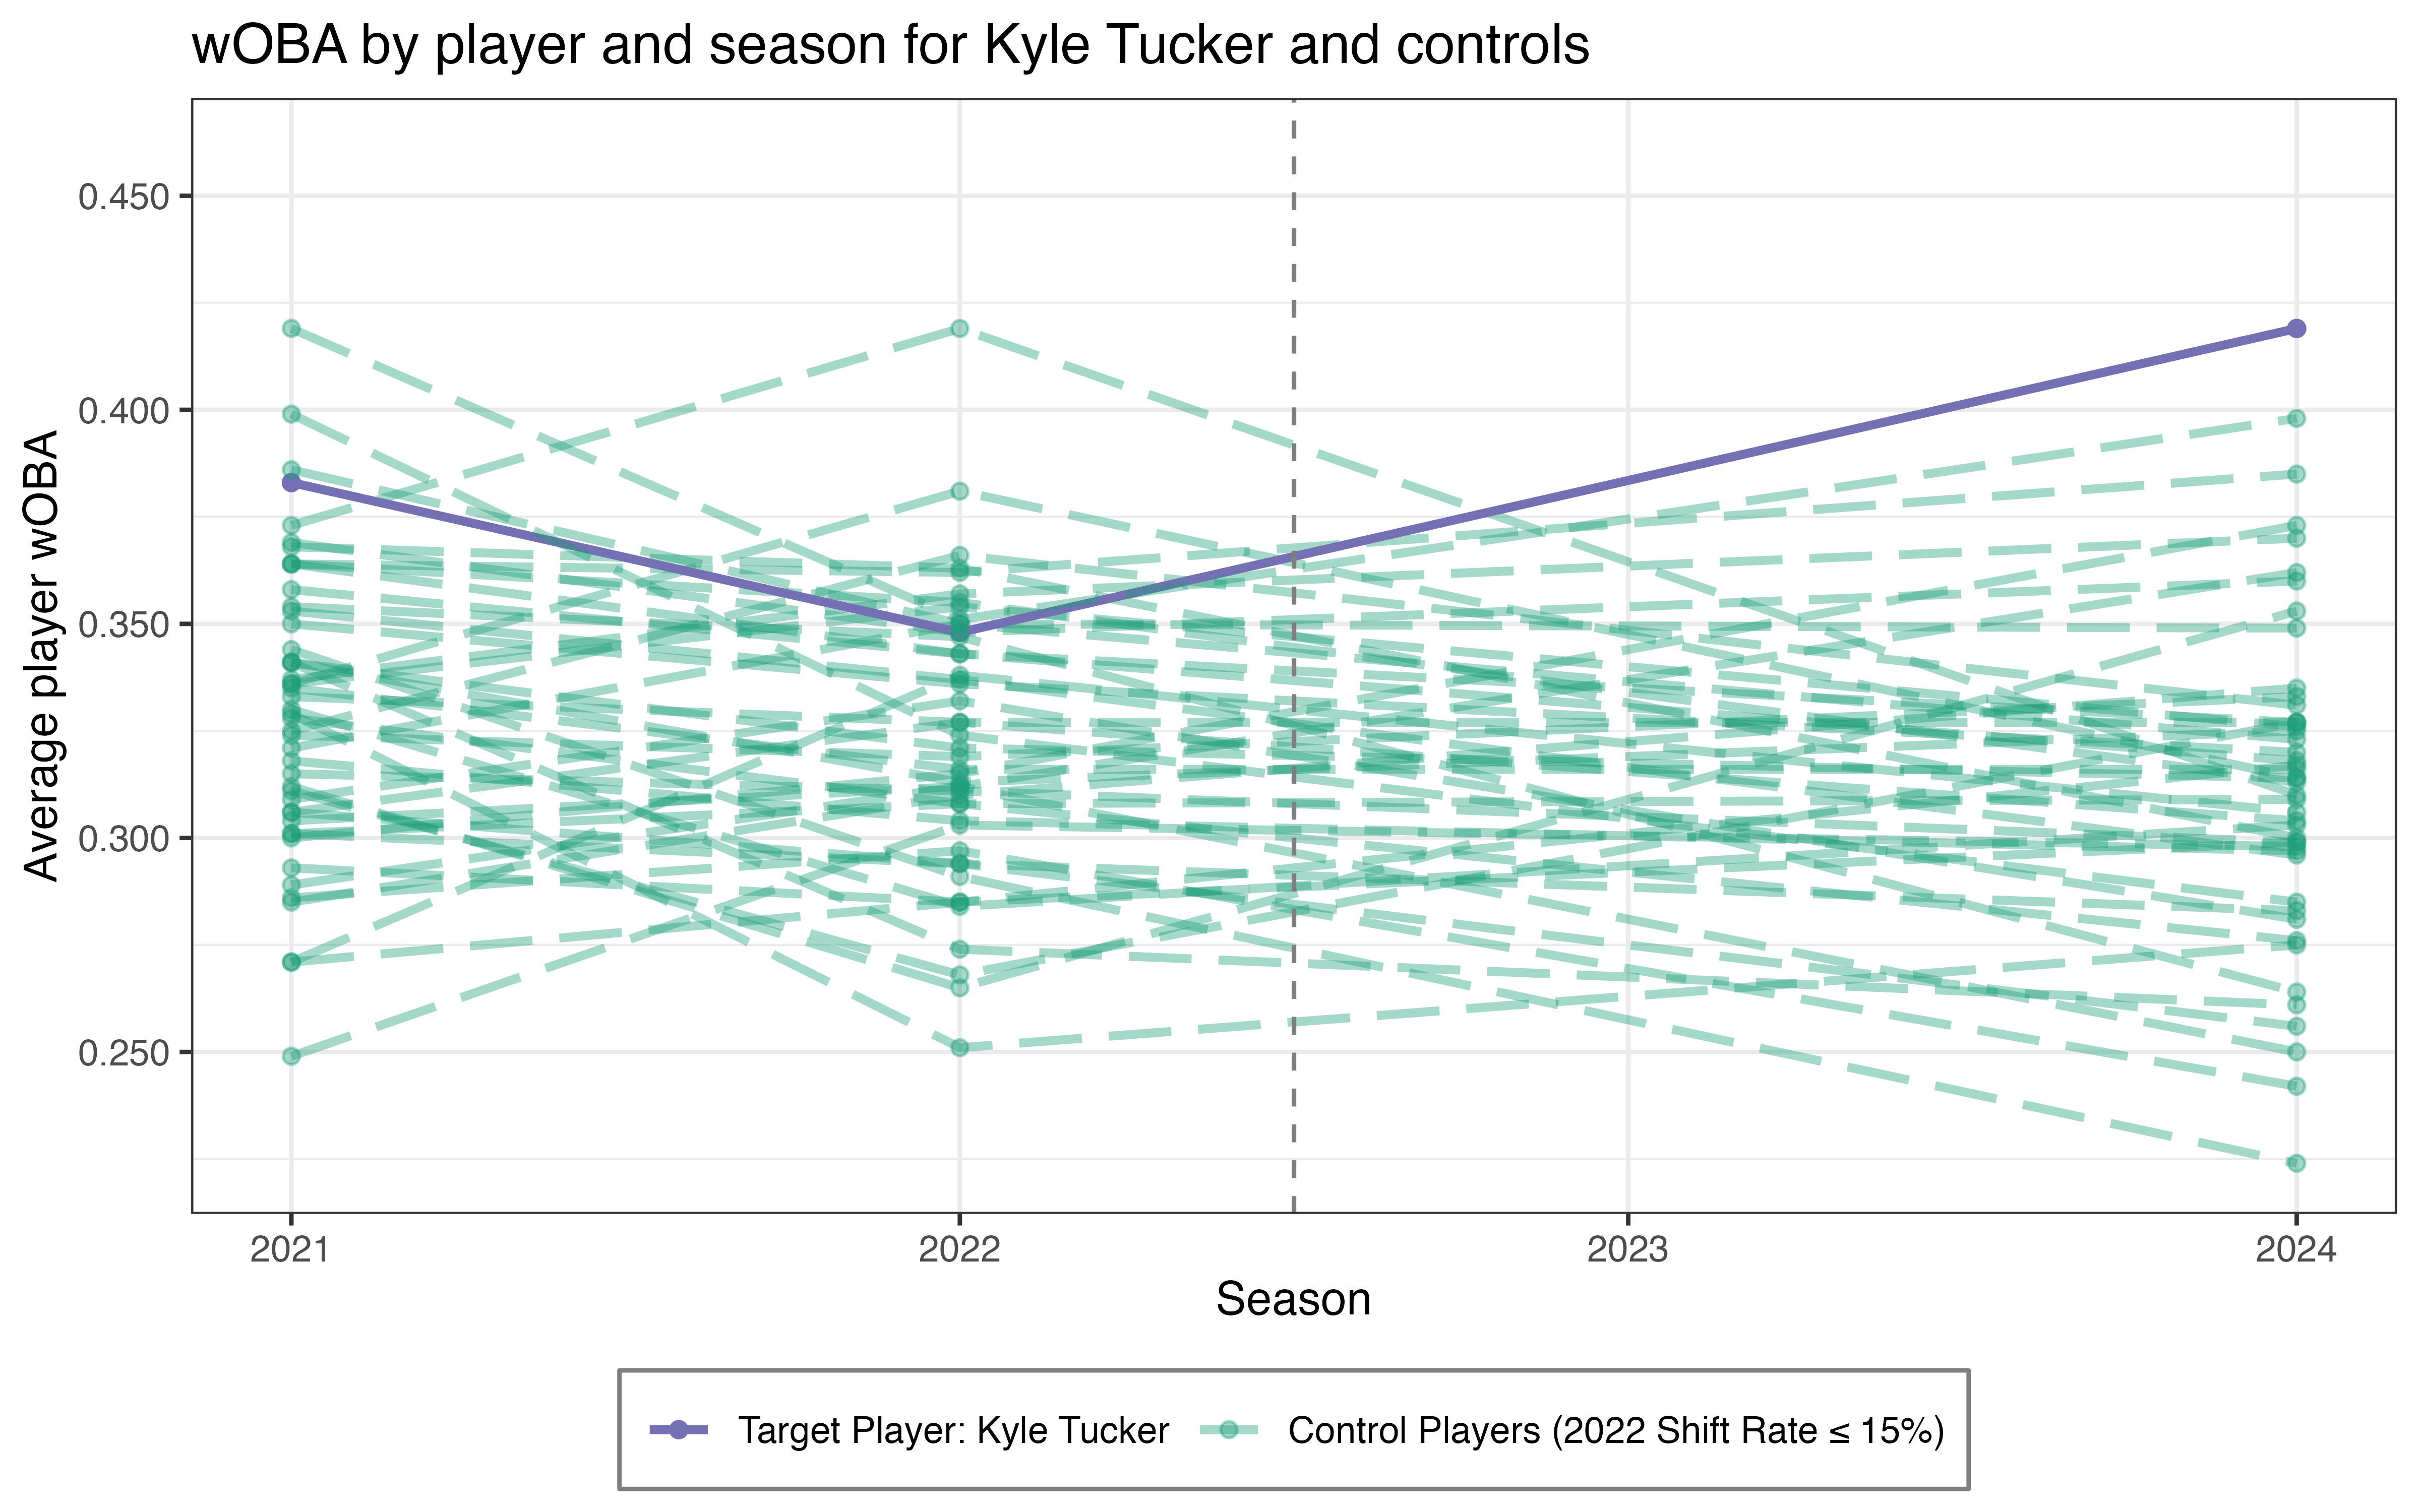 wOBA by player and season for Kyle Tucker and controls
Average player wOBA
0.450
0.400
0.350
0.300
0.250
2021
2022
2023
2024
Season
Target Player: Kyle Tucker
Control Players (2022 Shift Rate ≤ 15%)